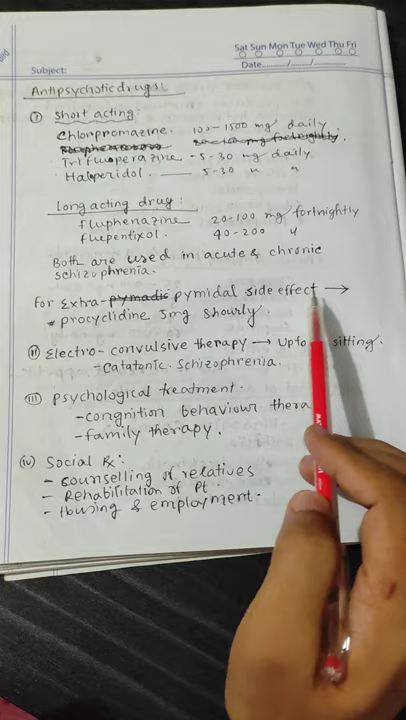 Sat Sun Mon Tue Wed Thu Fri
Subject:
Date....../....../......
Antipsychotic drugs:
① Short acting:
Chlorpromazine. 100-1500 mg daily
Trifluoperazine - 5-30 mg daily
Haloperidol. —— 5-30 " "
Long acting drug:
fluphenazine 20-100 mg fortnightly
flupentixol. 40-200 "
Both are used in acute & chronic
schizophrenia.
For Extra- pymidal side effect →
* procyclidine 5mg
ⅱ Electro-convulsive therapy → Upto sitting.
- Catatonic schizophrenia.
ⅲ psychological treatment.
- congnition behaviour thera
- family therapy.
ⅳ Social Rx:
- counselling of relatives
- Rehabilitation of Pt.
- Housing & employment.